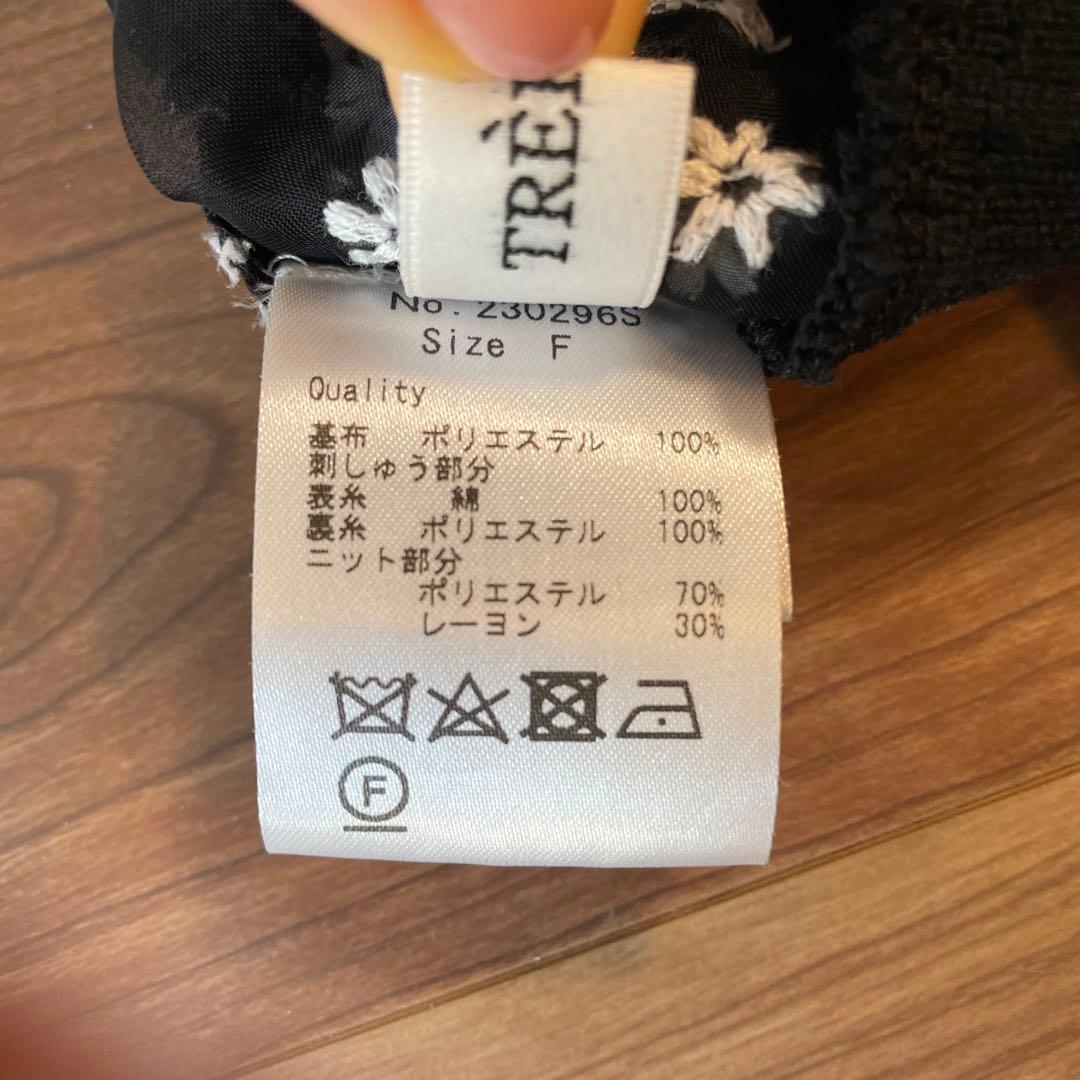 TRÈ
No. 230296S
Size F
Quality
基布 ポリエステル 100%
刺しゅう部分
表糸 綿 100%
裏糸 ポリエステル 100%
ニット部分
ポリエステル 70%
レーヨン 30%
F